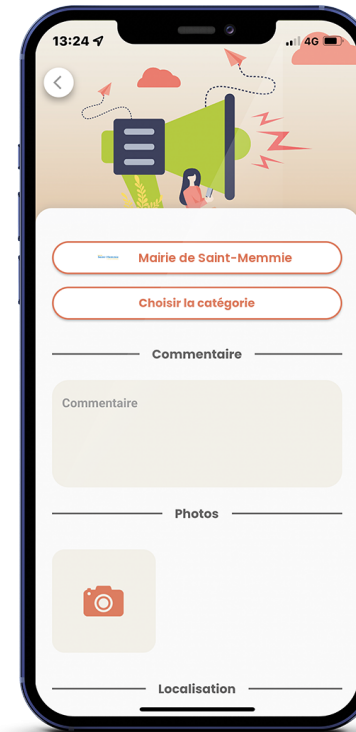 13:24
4G
Mairie de Saint-Memmie
Choisir la catégorie
Commentaire
Commentaire
Photos
Localisation